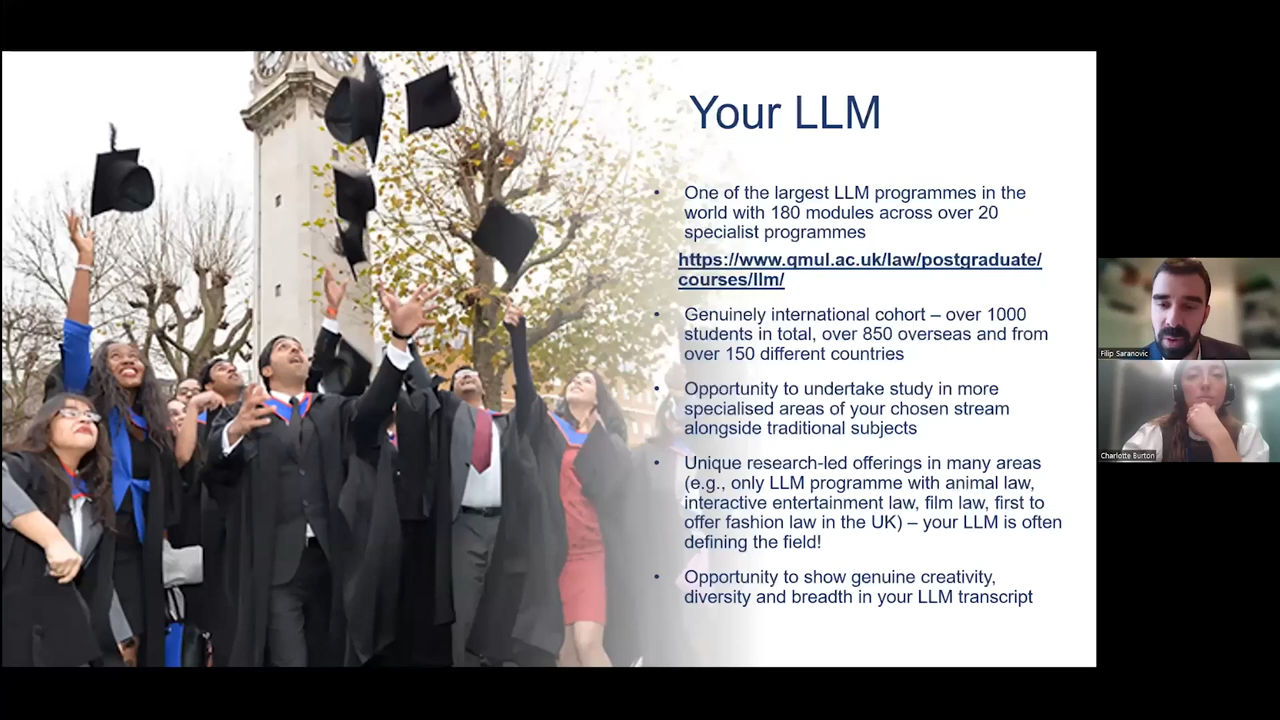 Your LLM
• One of the largest LLM programmes in the
world with 180 modules across over 20
specialist programmes
https://www.qmul.ac.uk/law/postgraduate/
courses/llm/
• Genuinely international cohort – over 1000
students in total, over 850 overseas and from
over 150 different countries
• Opportunity to undertake study in more
specialised areas of your chosen stream
alongside traditional subjects
• Unique research-led offerings in many areas
(e.g., only LLM programme with animal law,
interactive entertainment law, film law, first to
offer fashion law in the UK) – your LLM is often
defining the field!
• Opportunity to show genuine creativity,
diversity and breadth in your LLM transcript
Filip Saranovic
Charlotte Burton